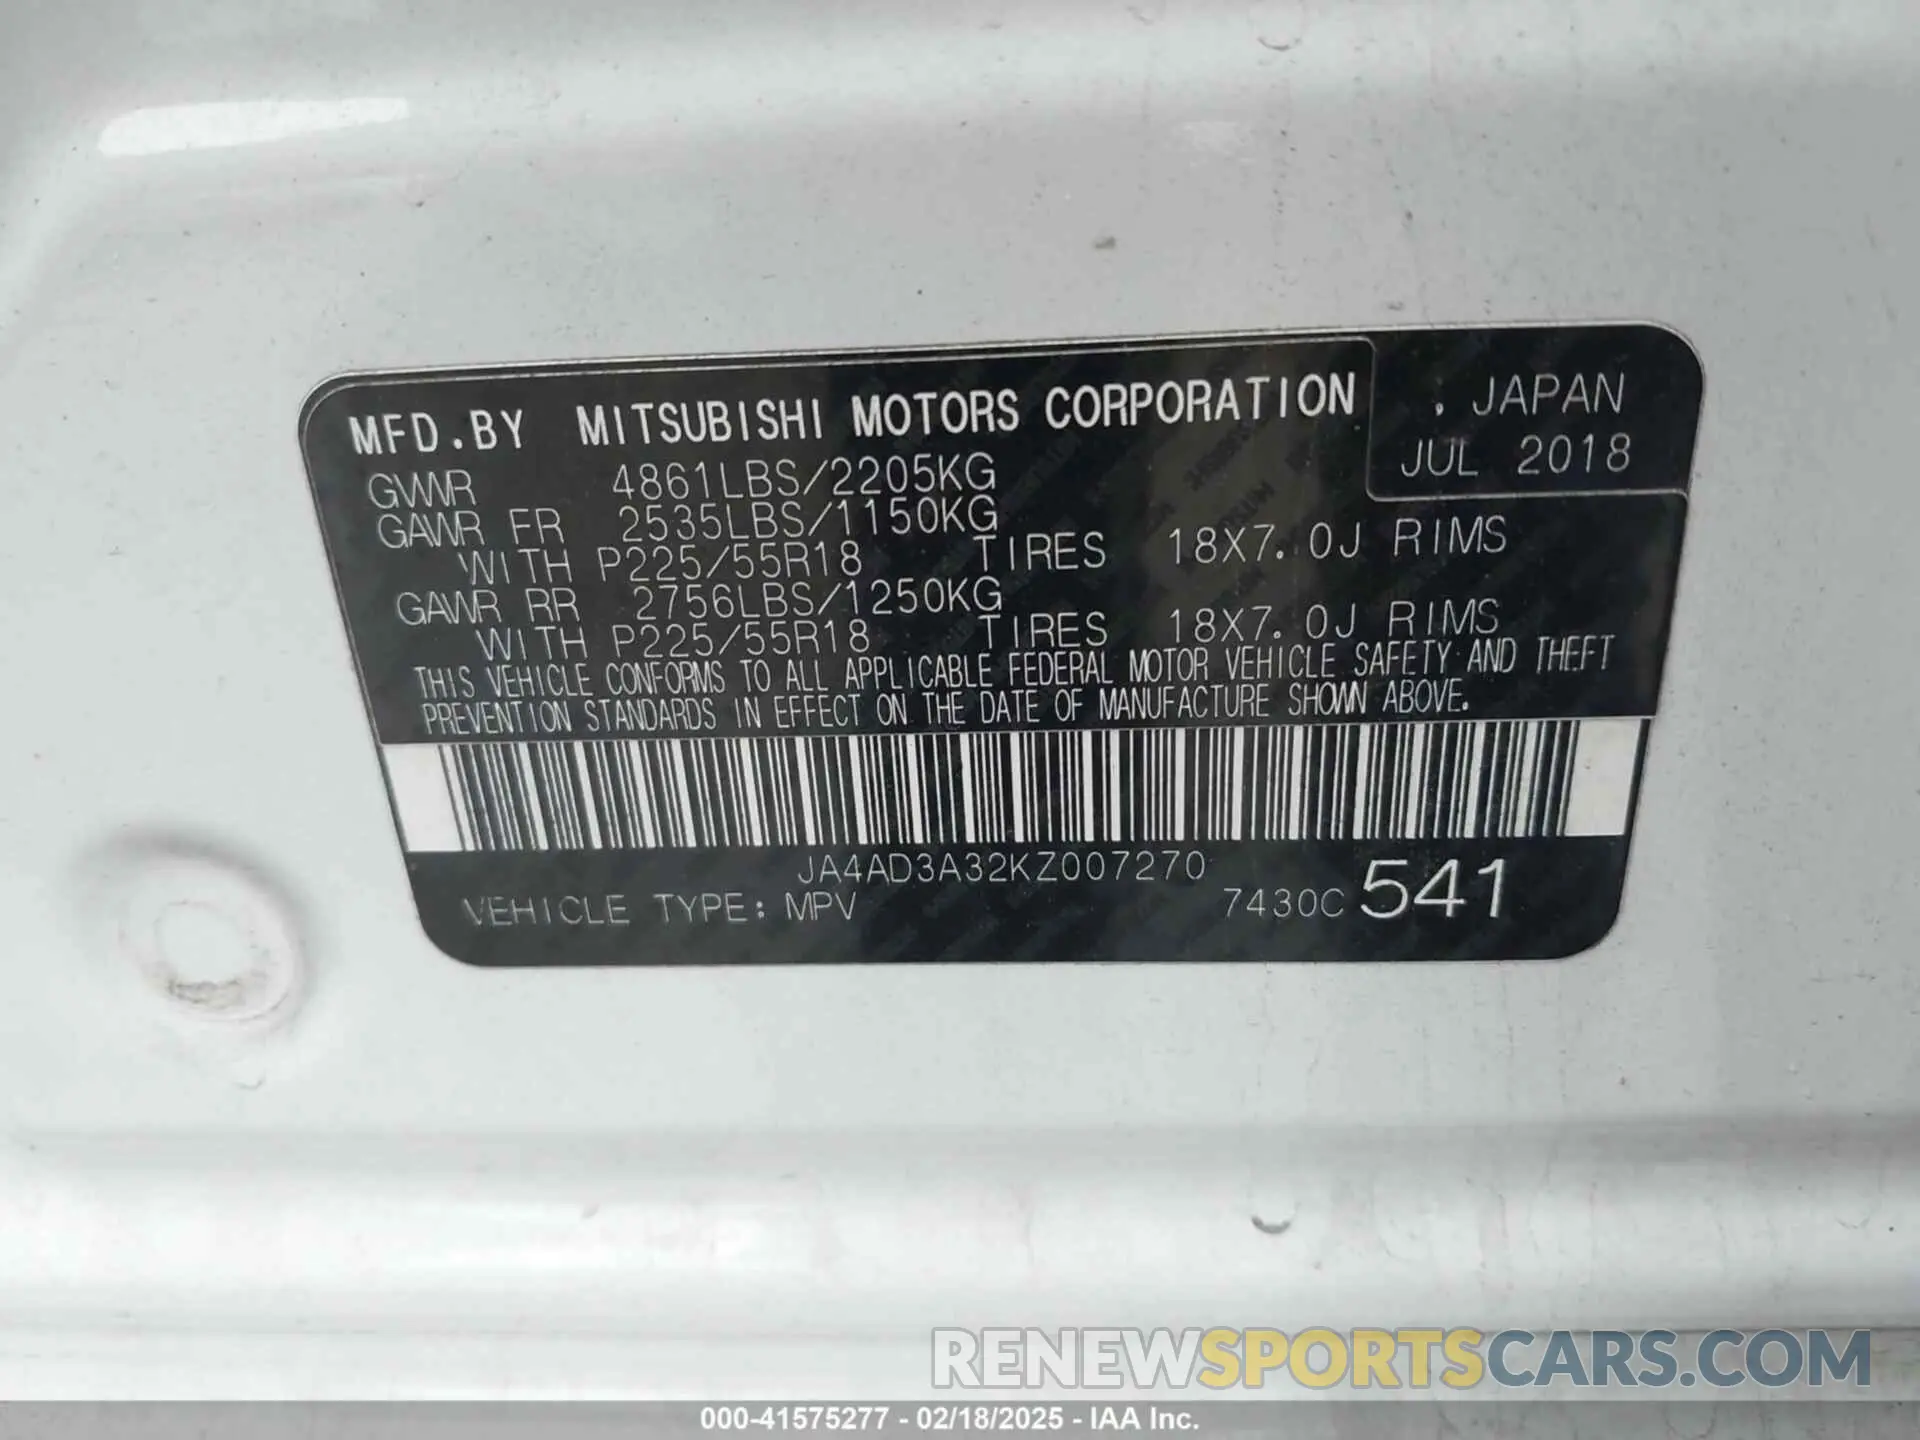 MFD.BY MITSUBISHI MOTORS CORPORATION , JAPAN
JUL 2018
GVWR 4861LBS/2205KG
GAWR FR 2535LBS/1150KG
WITH P225/55R18 TIRES 18X7.0J RIMS
GAWR RR 2756LBS/1250KG
WITH P225/55R18 TIRES 18X7.0J RIMS
THIS VEHICLE CONFORMS TO ALL APPLICABLE FEDERAL MOTOR VEHICLE SAFETY AND THEFT
PREVENTION STANDARDS IN EFFECT ON THE DATE OF MANUFACTURE SHOWN ABOVE.
JA4AD3A32KZ007270
VEHICLE TYPE: MPV 7430C 541
RENEWSPORTSCARS.COM
000-41575277 - 02/18/2025 - IAA Inc.